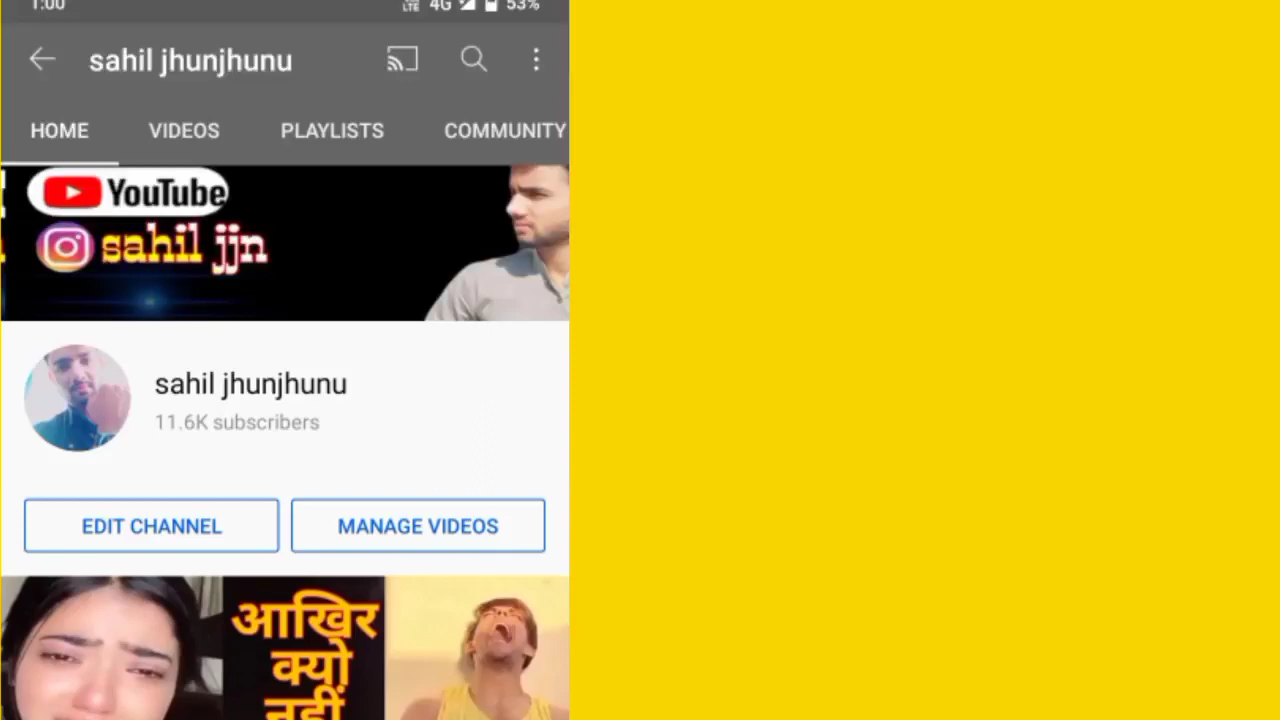 1:00 4G 53%
sahil jhunjhunu
HOME VIDEOS PLAYLISTS COMMUNITY
YouTube
sahil jjn
sahil jhunjhunu
11.6K subscribers
EDIT CHANNEL MANAGE VIDEOS
आखिर
क्यो
नहीं